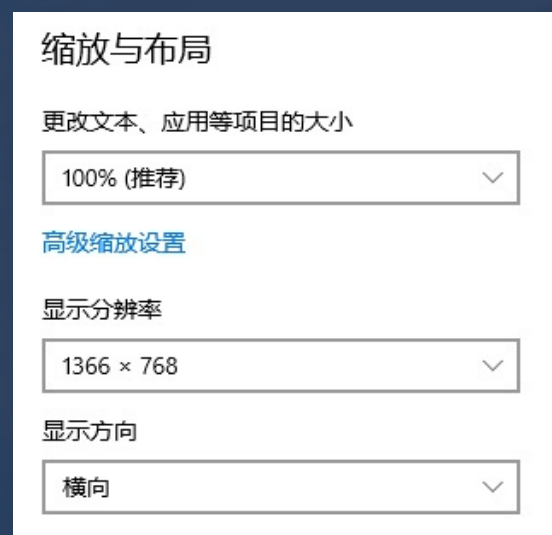 缩放与布局
更改文本、应用等项目的大小
100% (推荐)
高级缩放设置
显示分辨率
1366 × 768
显示方向
横向